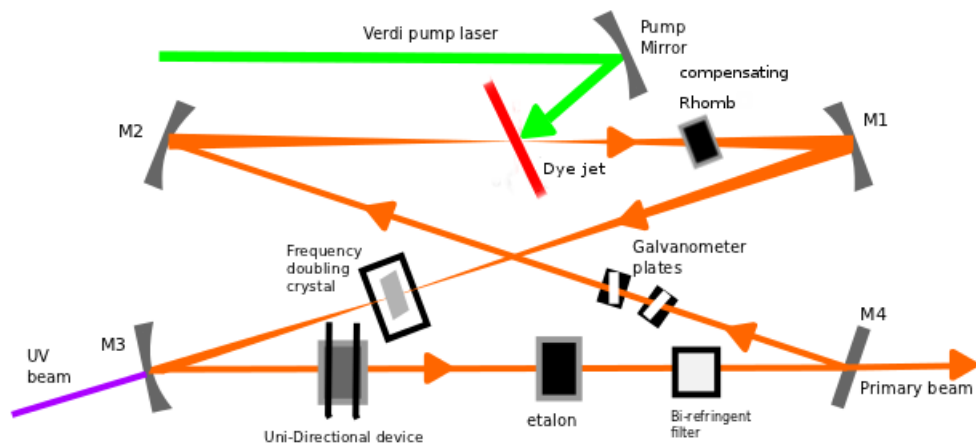 Verdi pump laser
Pump
Mirror
compensating
Rhomb
M2
M1
Dye jet
Frequency
doubling
crystal
Galvanometer
plates
M3
M4
UV
beam
Primary beam
etalon
Bi-refringent
filter
Uni-Directional device